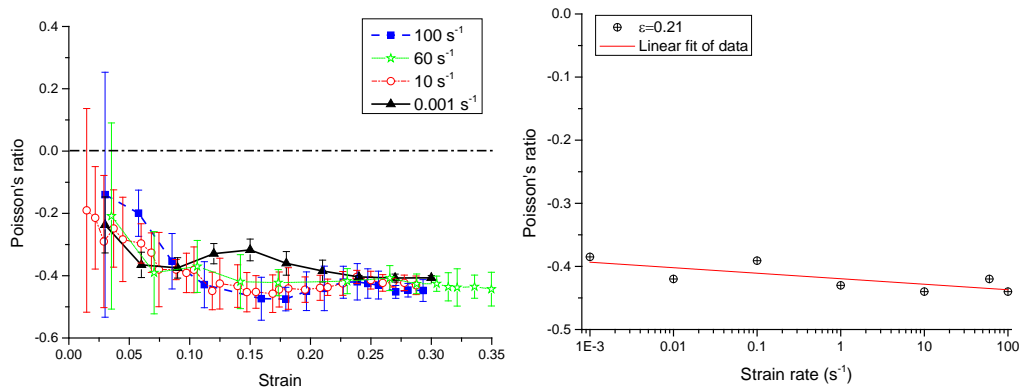 0.4
0.2
0.0
-0.2
-0.4
-0.6
Poisson's ratio
0.00 0.05 0.10 0.15 0.20 0.25 0.30 0.35
Strain
100 s⁻¹
60 s⁻¹
10 s⁻¹
0.001 s⁻¹
0.0
-0.1
-0.2
-0.3
-0.4
-0.5
Poisson's ratio
1E-3 0.01 0.1 1 10 100
Strain rate (s⁻¹)
ε=0.21
Linear fit of data